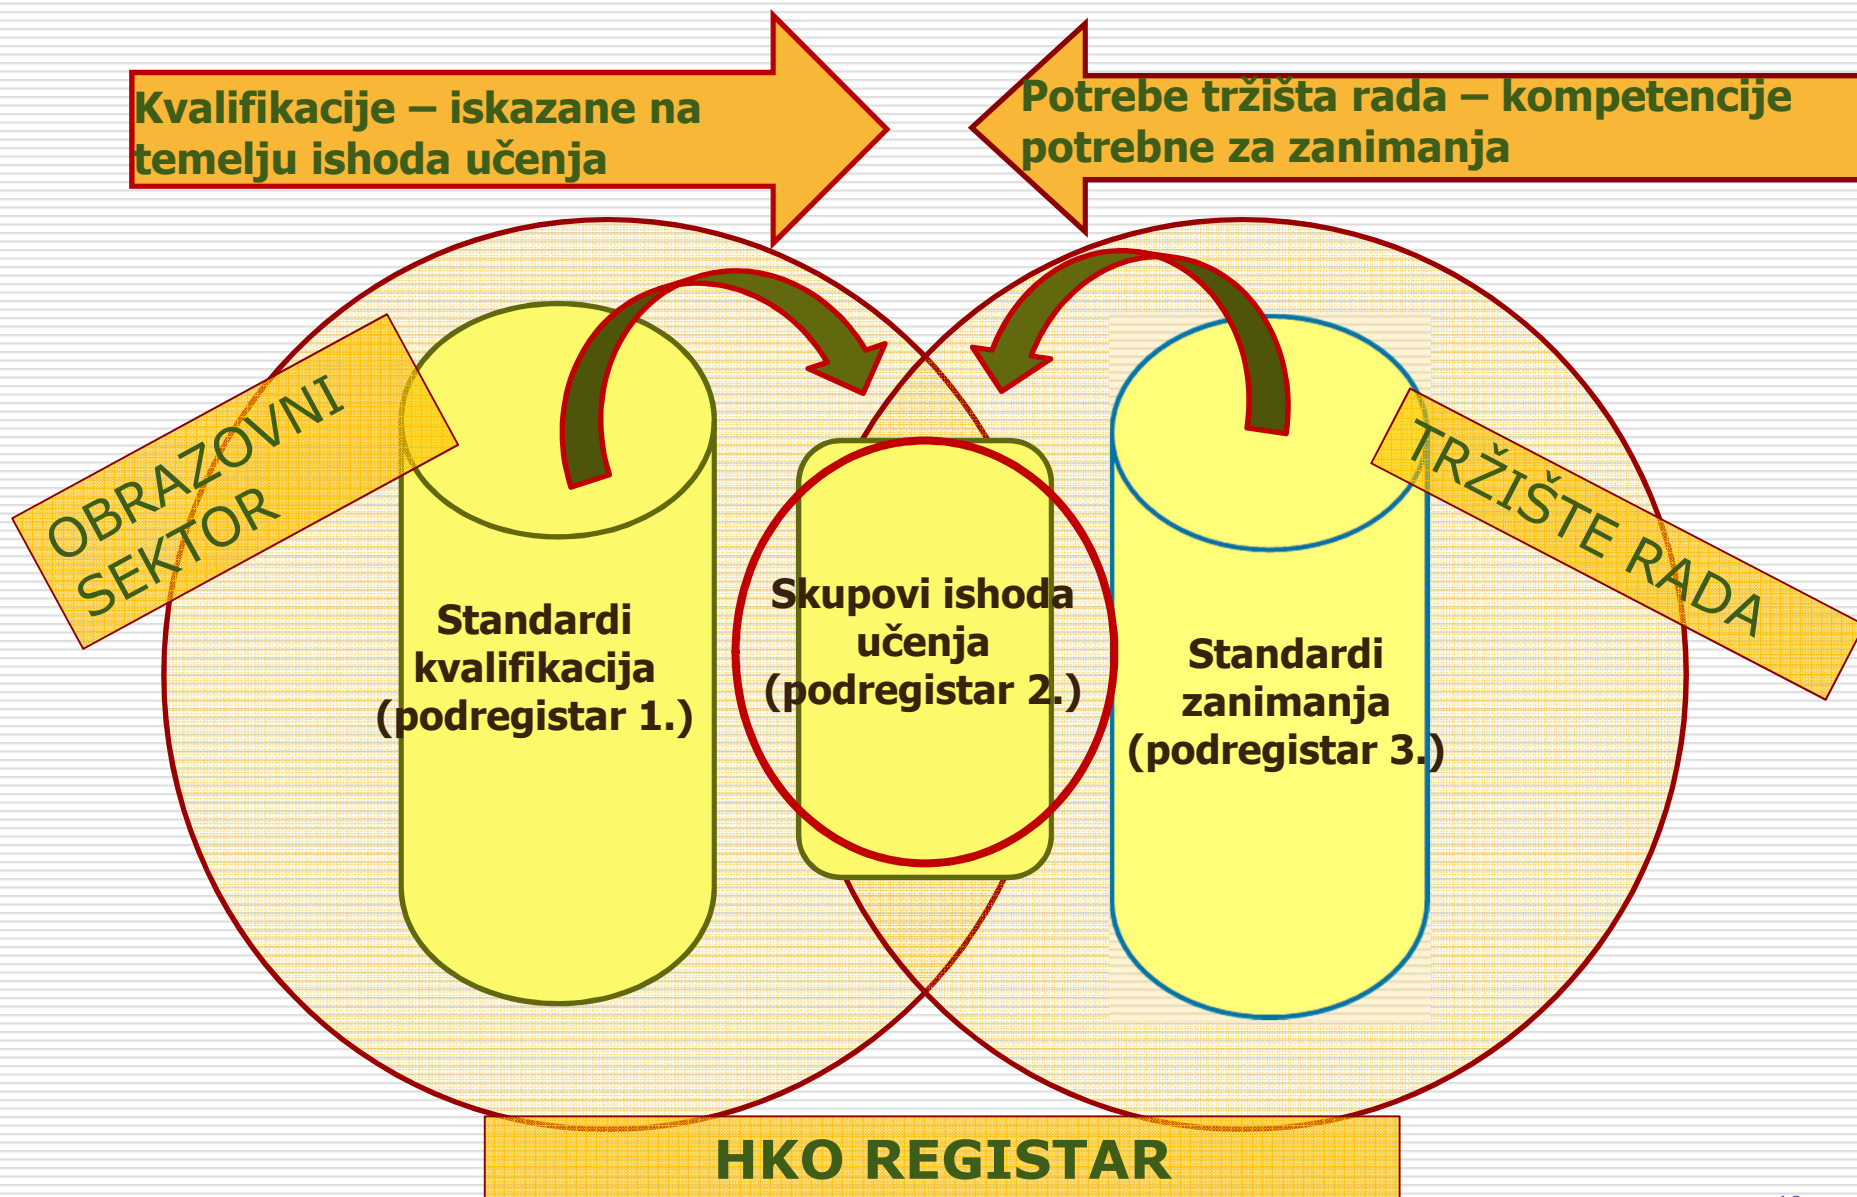 Kvalifikacije – iskazane na
temelju ishoda učenja
Potrebe tržišta rada – kompetencije
potrebne za zanimanja
OBRAZOVNI
SEKTOR
TRŽIŠTE RADA
Standardi
kvalifikacija
(podregistar 1.)
Skupovi ishoda
učenja
(podregistar 2.)
Standardi
zanimanja
(podregistar 3.)
HKO REGISTAR